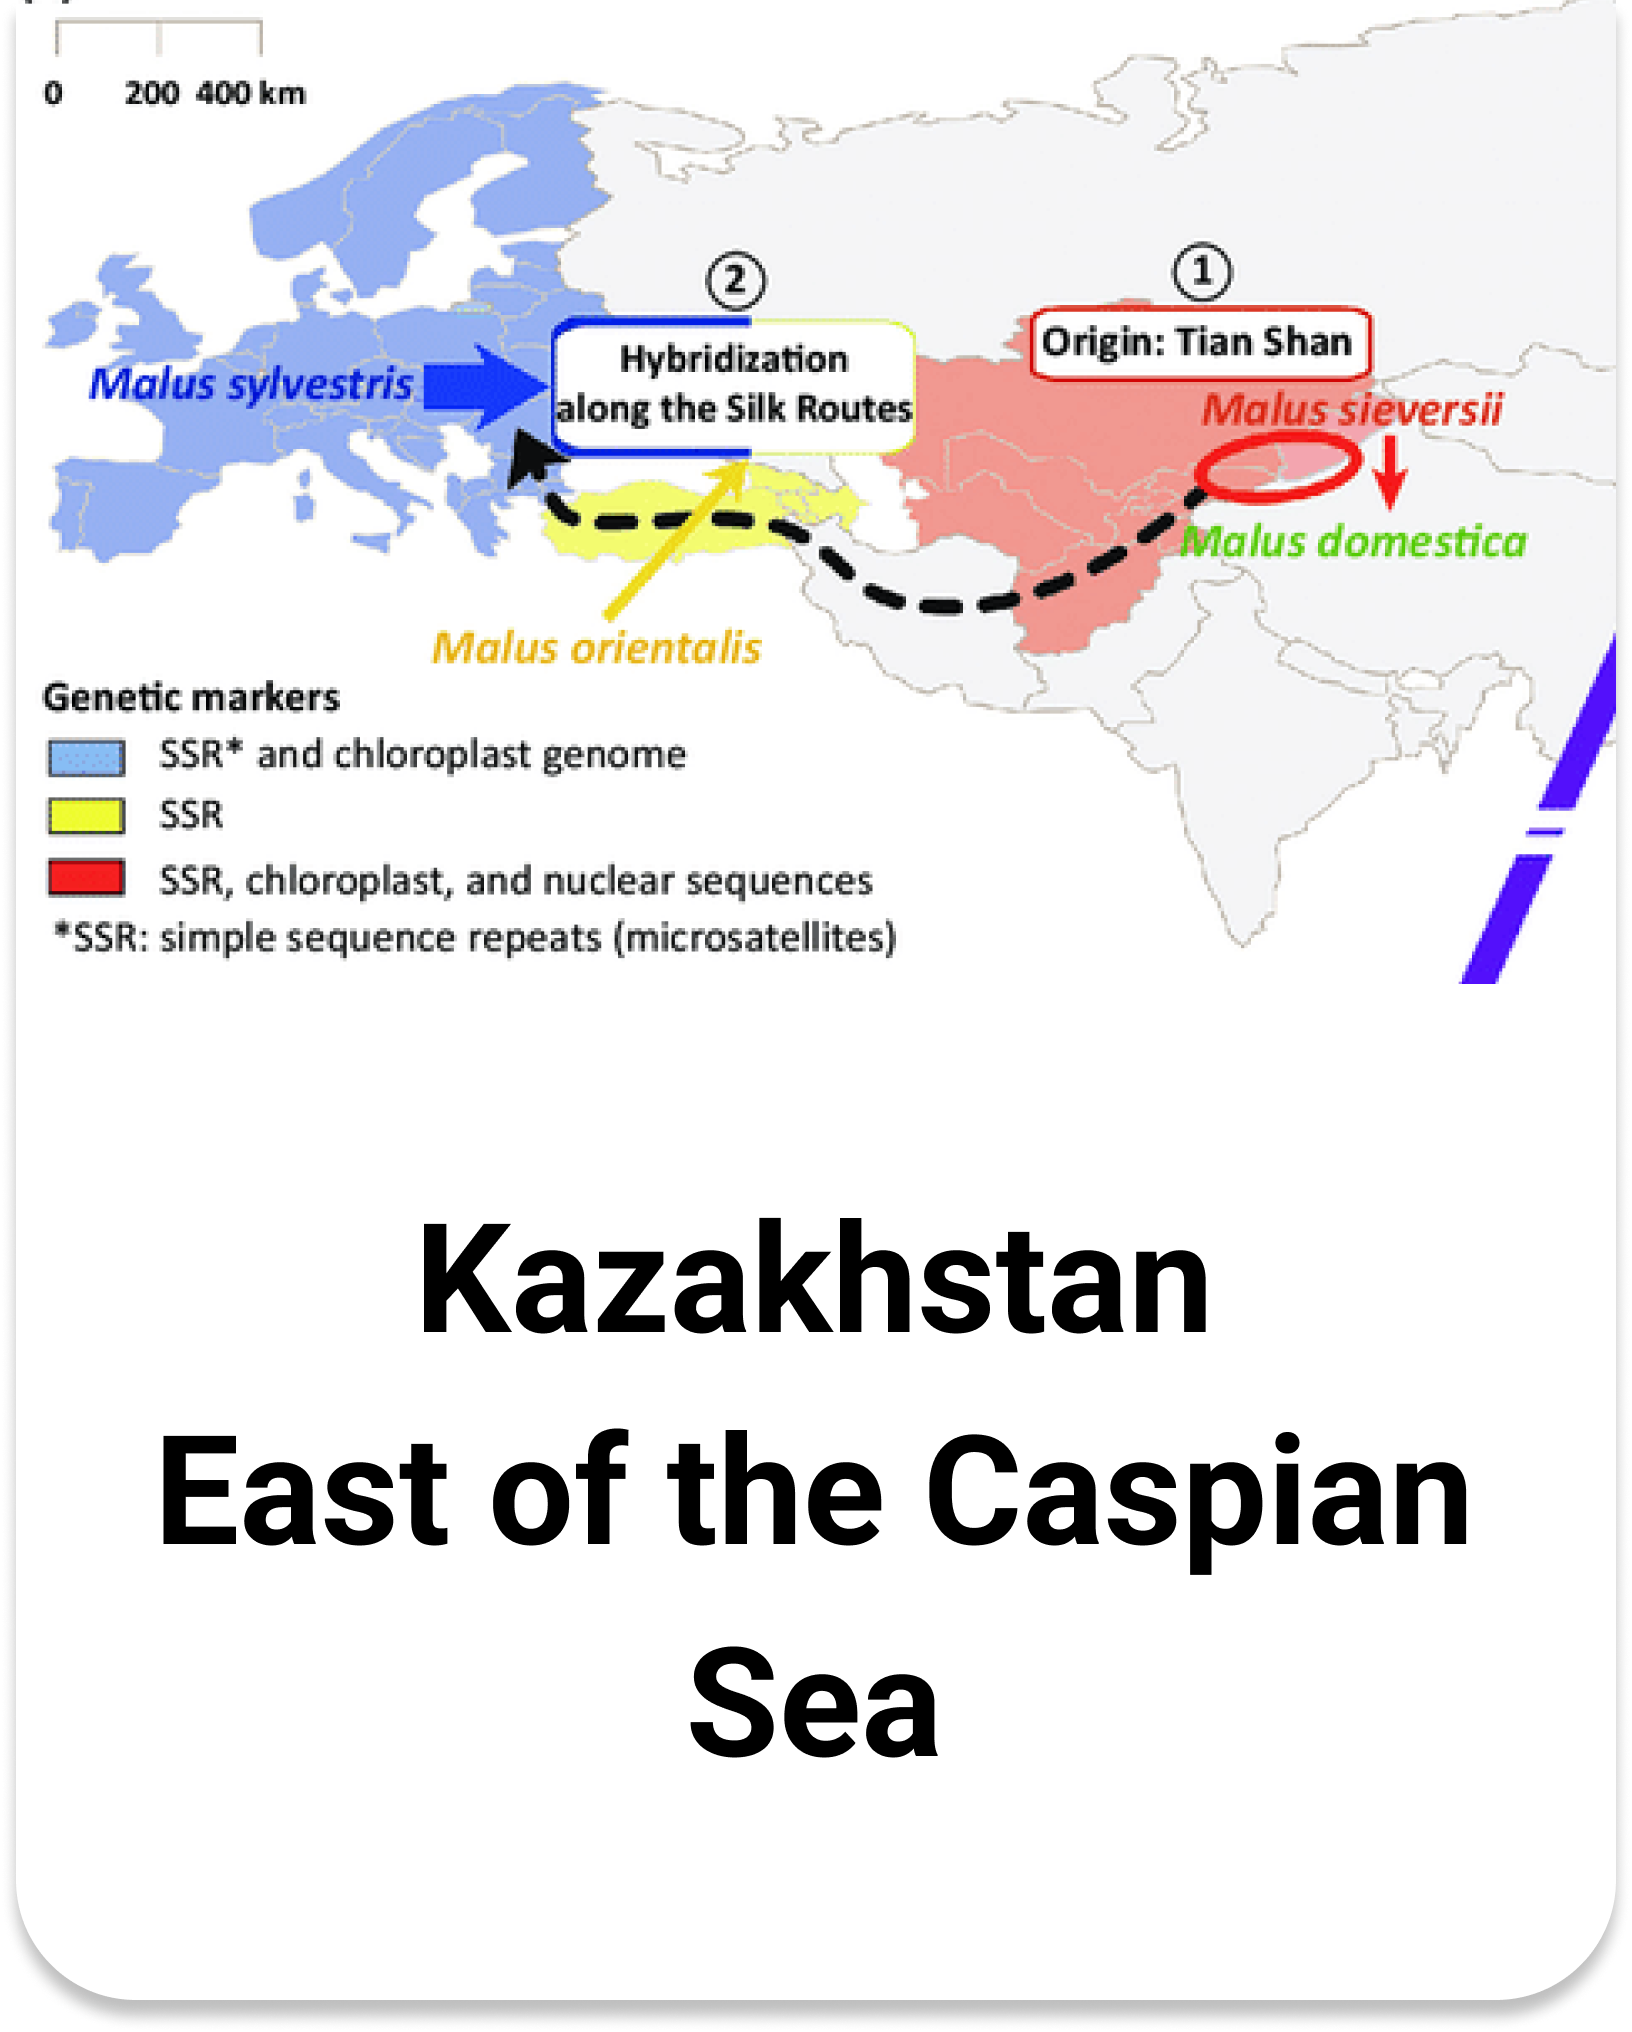 0 200 400 km
2
1
Hybridization
along the Silk Routes
Origin: Tian Shan
Malus sylvestris
Malus sieversii
Malus domestica
Malus orientalis
Genetic markers
SSR* and chloroplast genome
SSR
SSR, chloroplast, and nuclear sequences
*SSR: simple sequence repeats (microsatellites)
Kazakhstan
East of the Caspian
Sea